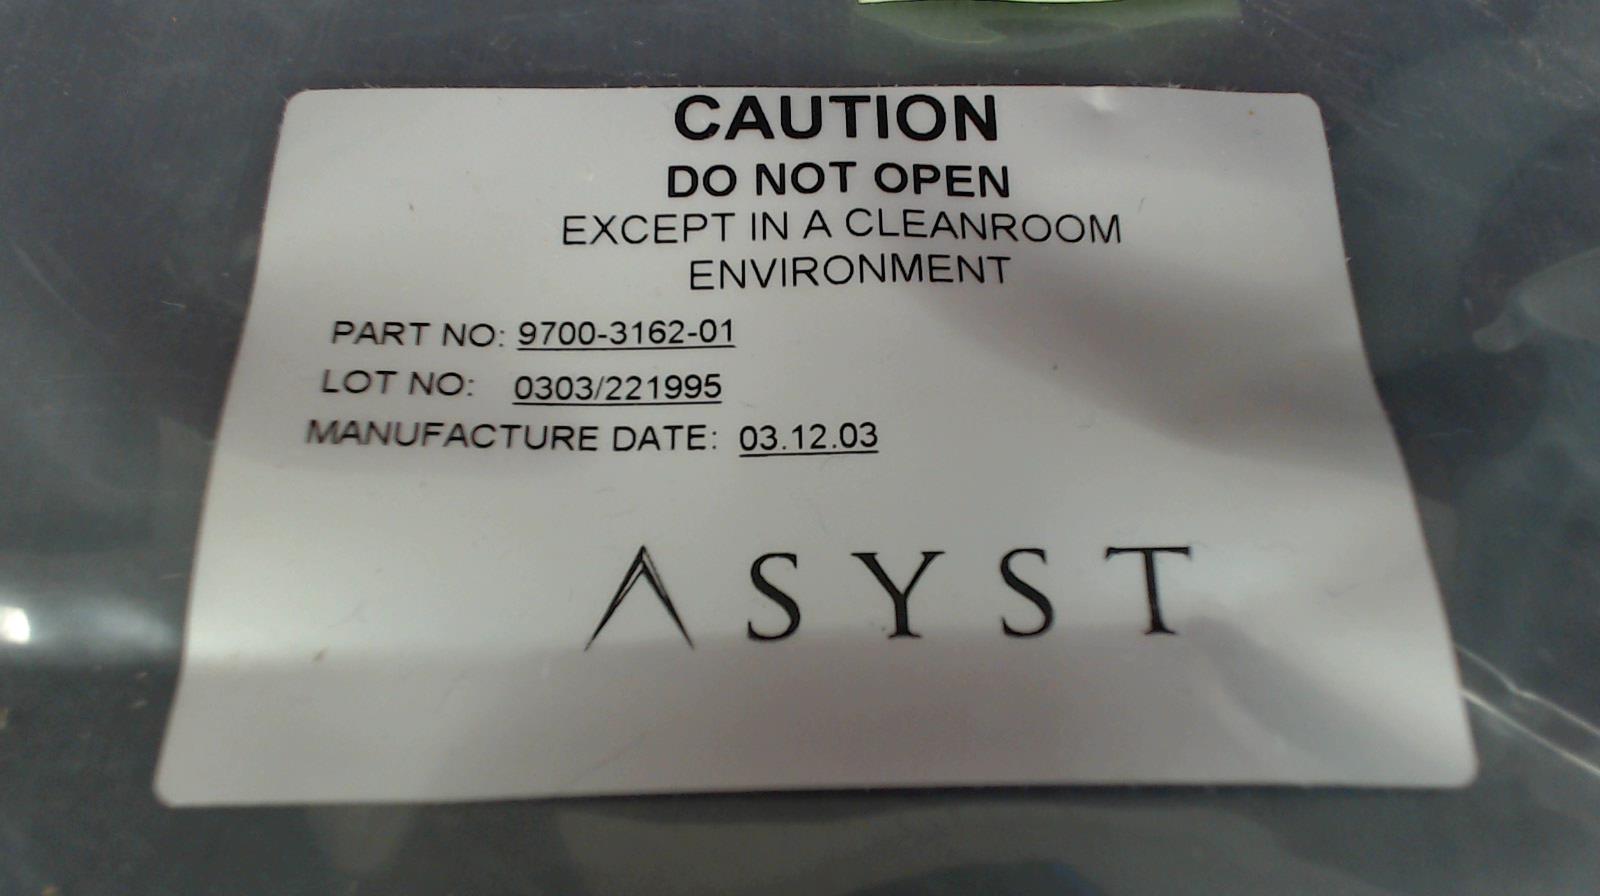 CAUTION
DO NOT OPEN
EXCEPT IN A CLEANROOM
ENVIRONMENT
PART NO: 9700-3162-01
LOT NO: 0303/221995
MANUFACTURE DATE: 03.12.03
ASYST